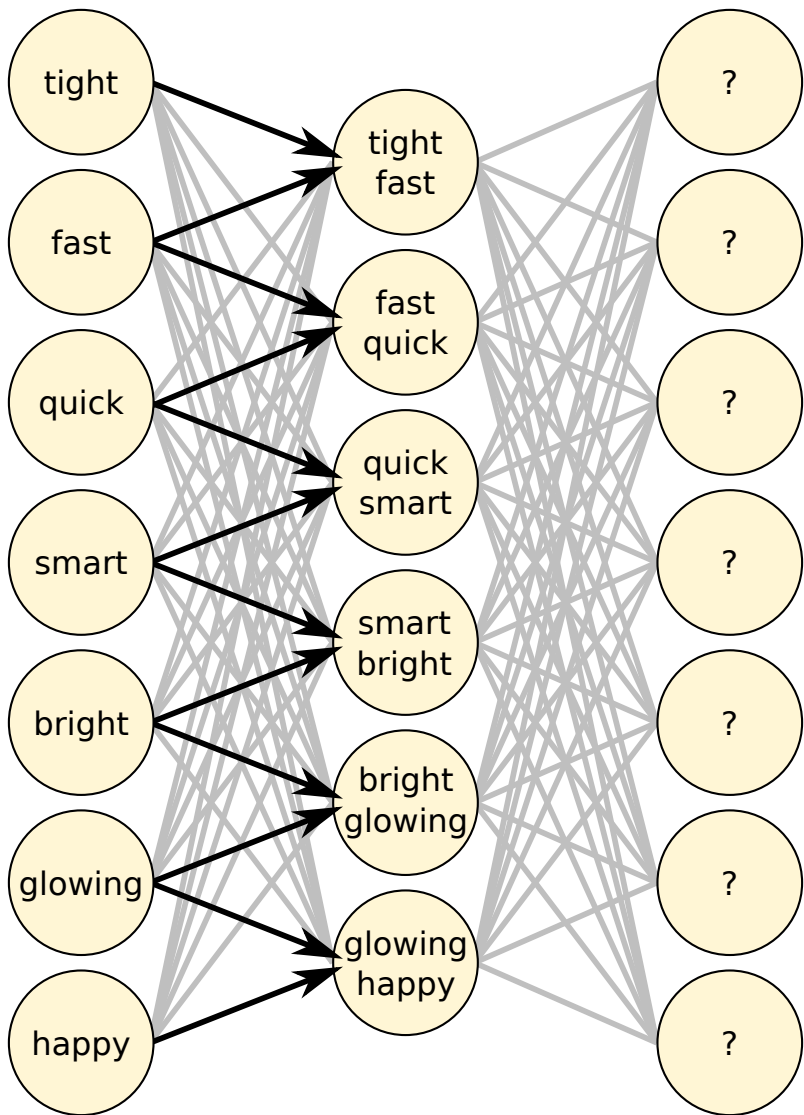 tight
fast
quick
smart
bright
glowing
happy
tight
fast
fast
quick
quick
smart
smart
bright
bright
glowing
glowing
happy
?
?
?
?
?
?
?